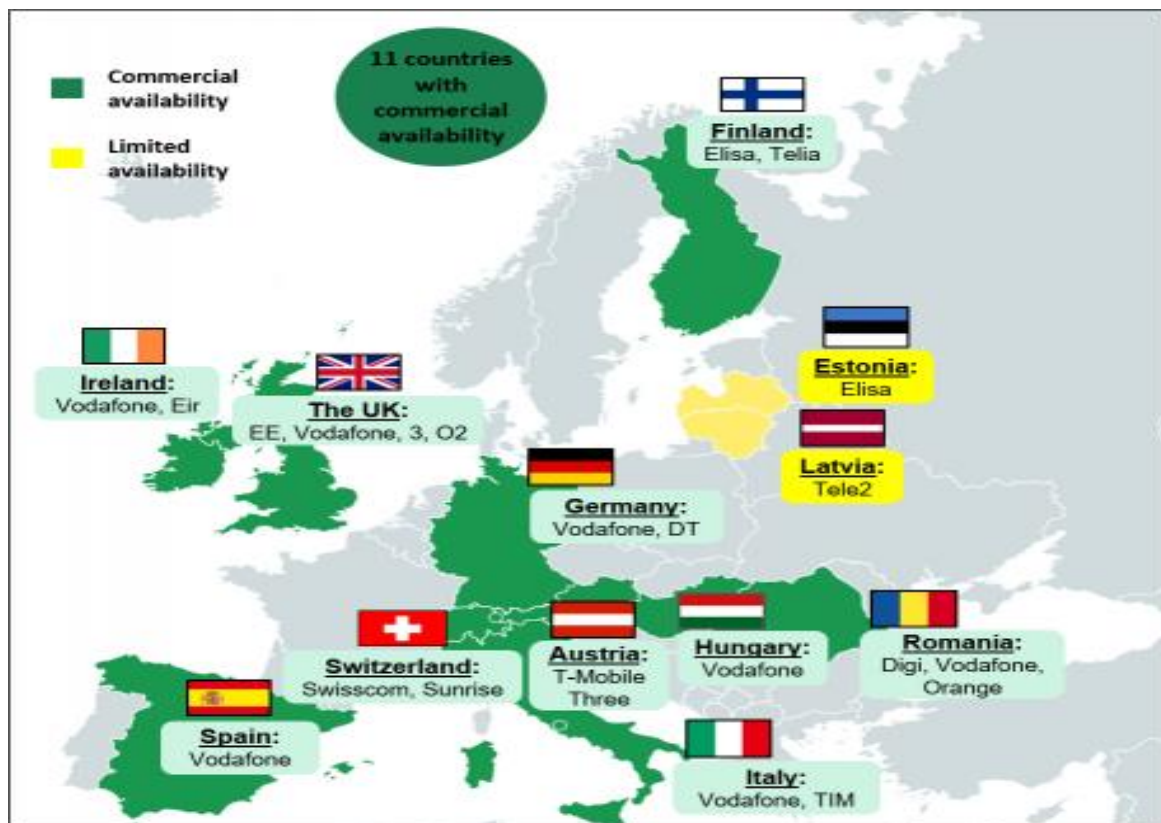 Commercial
availability
Limited
availability
11 countries
with
commercial
availability
Finland:
Elisa, Telia
Ireland:
Vodafone, Eir
The UK:
EE, Vodafone, 3, O2
Estonia:
Elisa
Latvia:
Tele2
Germany:
Vodafone, DT
Switzerland:
Swisscom, Sunrise
Austria:
T-Mobile
Three
Hungary:
Vodafone
Romania:
Digi, Vodafone,
Orange
Spain:
Vodafone
Italy:
Vodafone, TIM